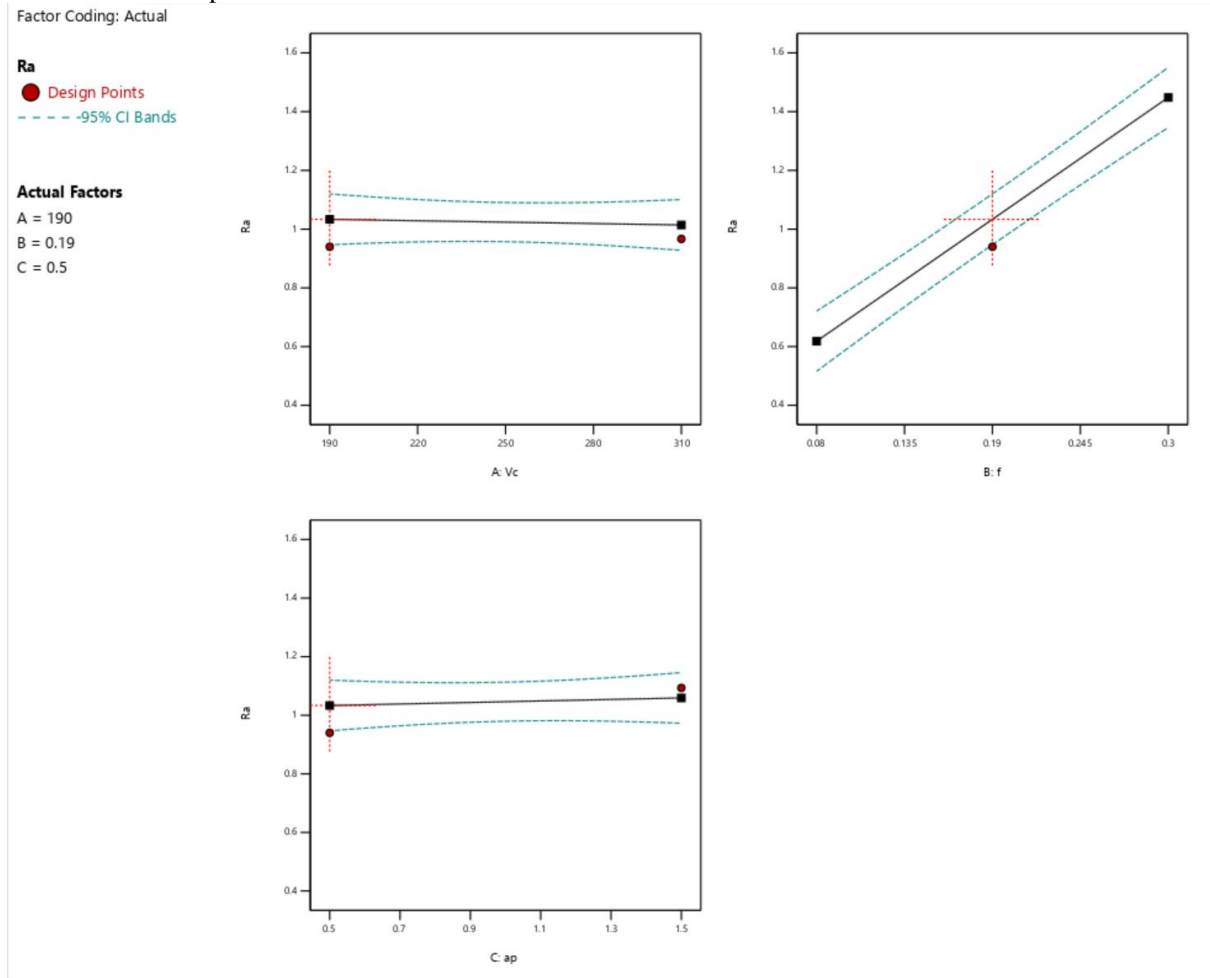 Factor Coding: Actual
Ra
Design Points
95% CI Bands
Actual Factors
A = 190
B = 0.19
C = 0.5
1.6
1.4
1.2
1
0.8
0.6
0.4
Ra
190
220
250
280
310
A: Vc
1.6
1.4
1.2
1
0.8
0.6
0.4
Ra
0.08
0.135
0.19
0.245
0.3
B: f
1.6
1.4
1.2
1
0.8
0.6
0.4
Ra
0.5
0.7
0.9
1.1
1.3
1.5
C: ap